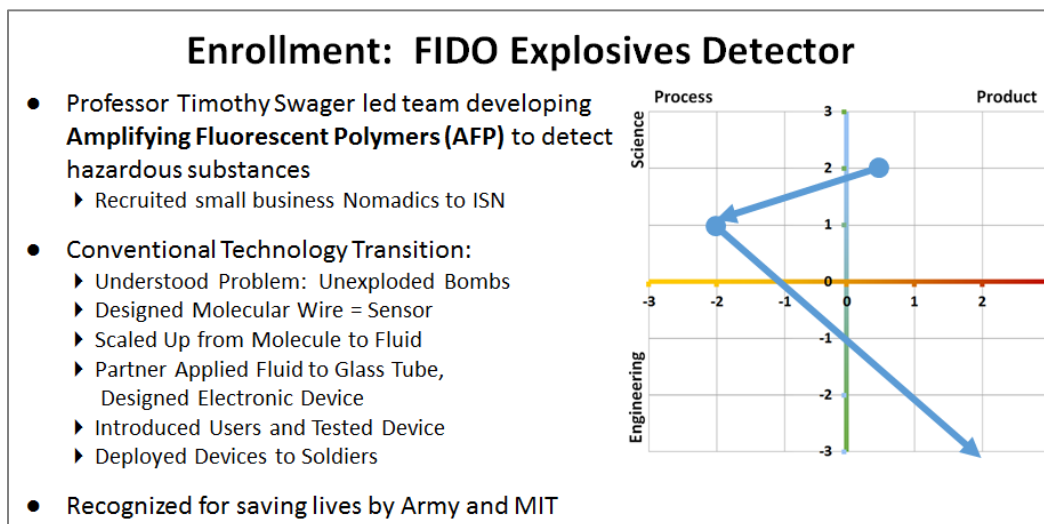 Enrollment: FIDO Explosives Detector
● Professor Timothy Swager led team developing
Amplifying Fluorescent Polymers (AFP) to detect
hazardous substances
▶ Recruited small business Nomadics to ISN
● Conventional Technology Transition:
▶ Understood Problem: Unexploded Bombs
▶ Designed Molecular Wire = Sensor
▶ Scaled Up from Molecule to Fluid
▶ Partner Applied Fluid to Glass Tube,
Designed Electronic Device
▶ Introduced Users and Tested Device
▶ Deployed Devices to Soldiers
● Recognized for saving lives by Army and MIT
Process
Product
Science
Engineering
3
2
1
0
-3
-2
-1
0
1
2
-1
-2
-3